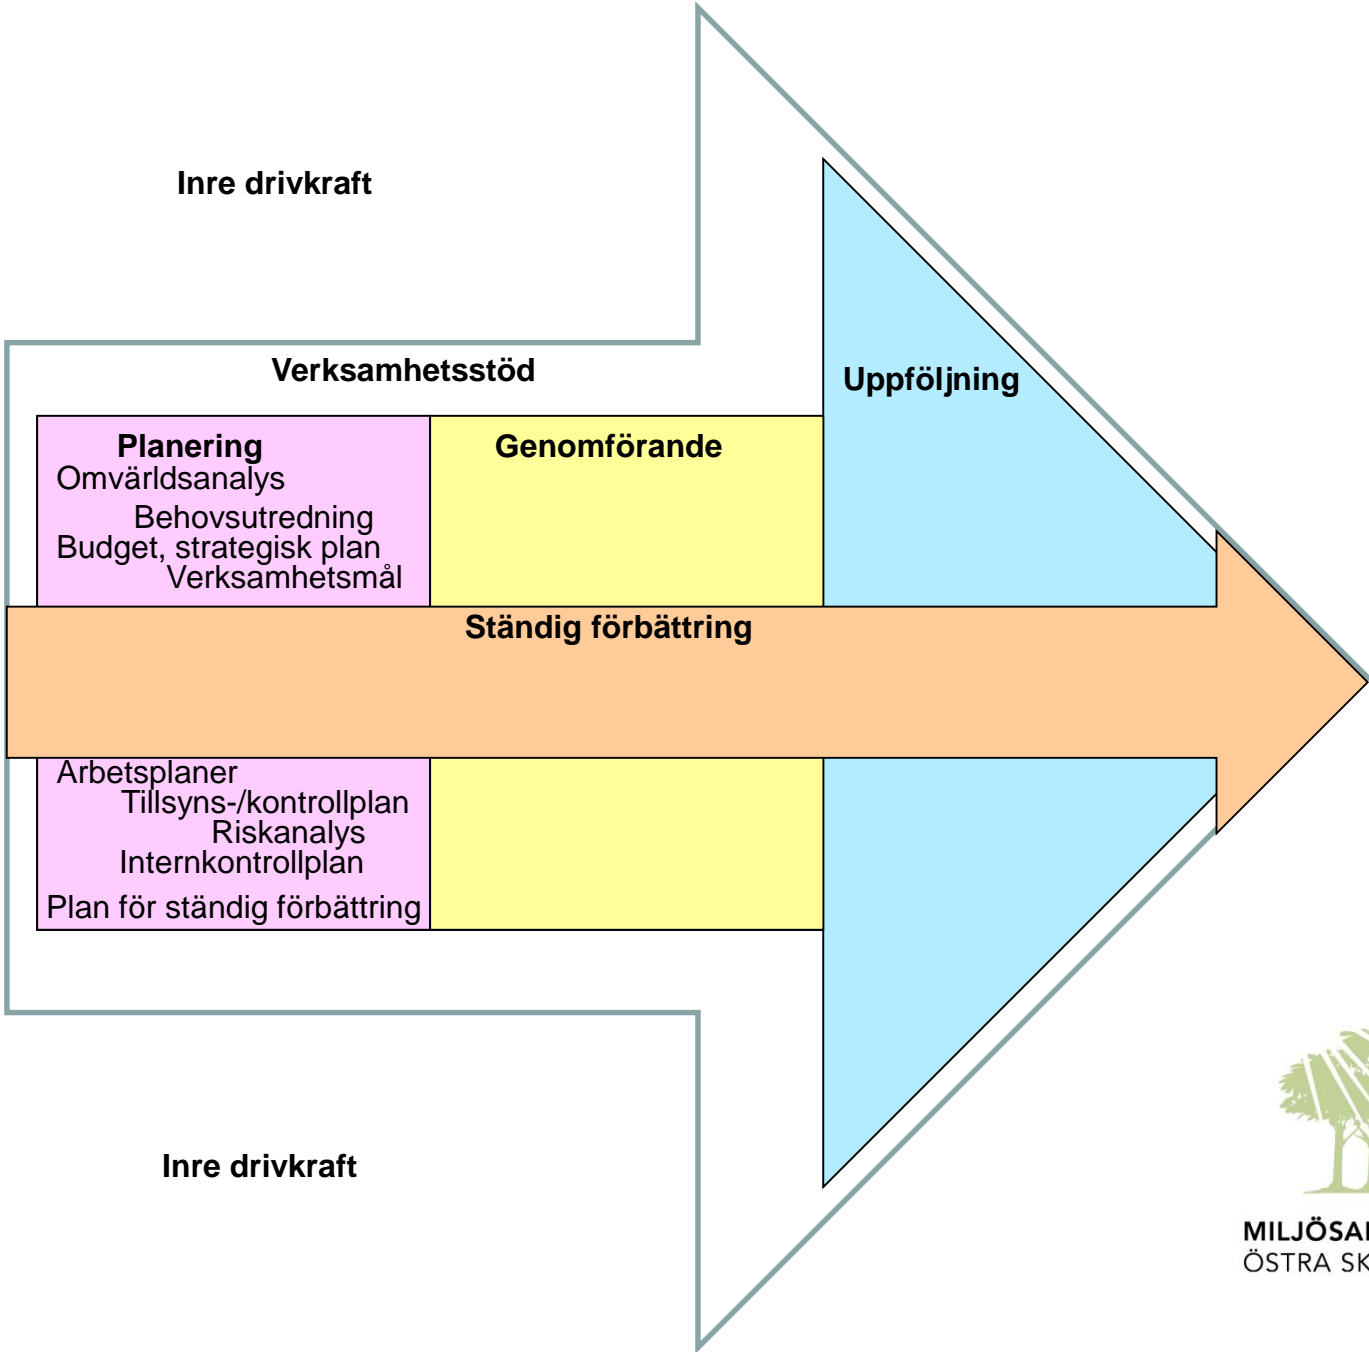 Inre drivkraft
Verksamhetsstöd
Uppföljning
Planering
Genomförande
Omvärldsanalys
Behovsutredning
Budget, strategisk plan
Verksamhetsmål
Ständig förbättring
Arbetsplaner
Tillsyns-/kontrollplan
Riskanalys
Internkontrollplan
Plan för ständig förbättring
Inre drivkraft
ÖSTRA